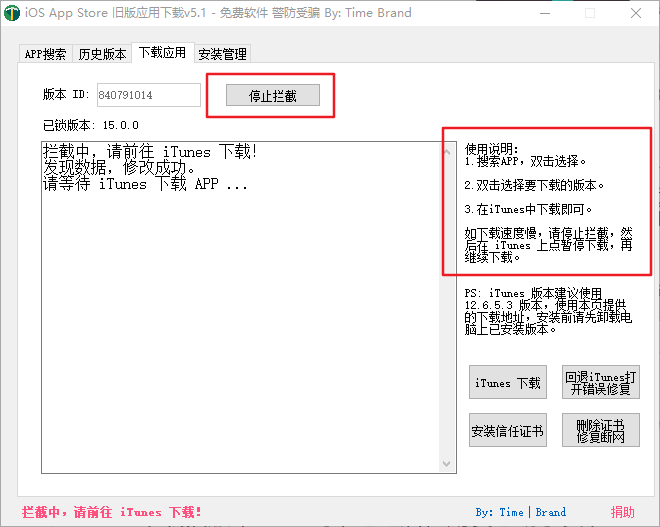 iOS App Store 旧版应用下载v5.1 - 免费软件 警防受骗 By: Time Brand
APP搜索 历史版本 下载应用 安装管理
版本 ID: 840791014 停止拦截
已锁版本: 15.0.0
拦截中，请前往 iTunes 下载!
发现数据，修改成功。
请等待 iTunes 下载 APP ...
使用说明:
1.搜索APP，双击选择。
2.双击选择要下载的版本。
3.在iTunes中下载即可。
如下载速度慢，请停止拦截，然
后在 iTunes 上点暂停下载，再
继续下载。
PS: iTunes 版本建议使用
12.6.5.3 版本，使用本页提供
的下载地址，安装前请先卸载电
脑上已安装版本。
iTunes 下载
回退iTunes打
开错误修复
安装信任证书
删除证书
修复断网
拦截中，请前往 iTunes 下载!
By: Time|Brand
捐助